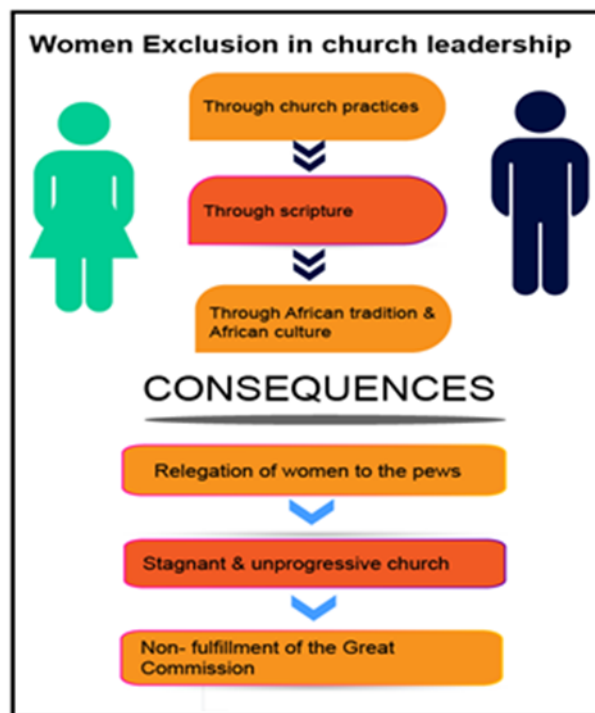 Women Exclusion in church leadership
Through church practices
Through scripture
Through African tradition &
African culture
CONSEQUENCES
Relegation of women to the pews
Stagnant & unprogressive church
Non- fulfillment of the Great
Commission